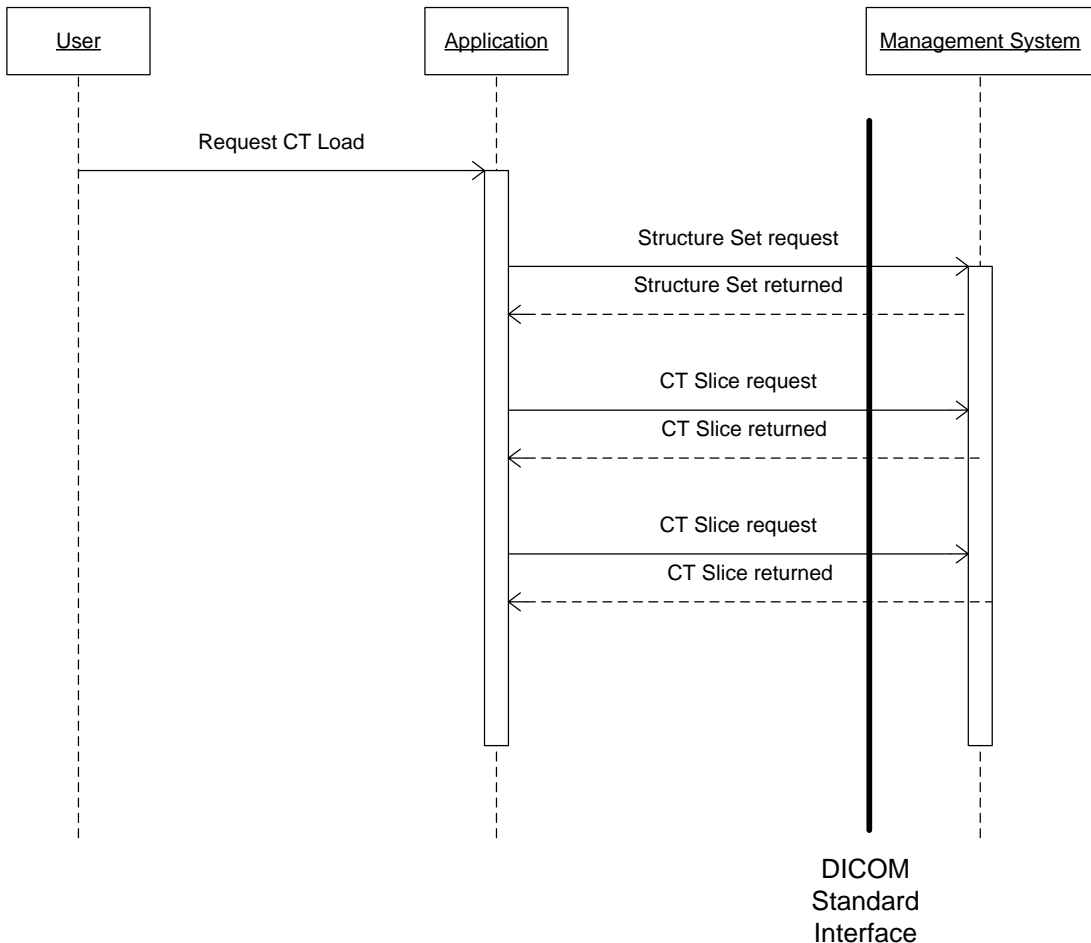 User
Application
Management System
Request CT Load
Structure Set request
Structure Set returned
CT Slice request
CT Slice returned
CT Slice request
CT Slice returned
DICOM
Standard
Interface